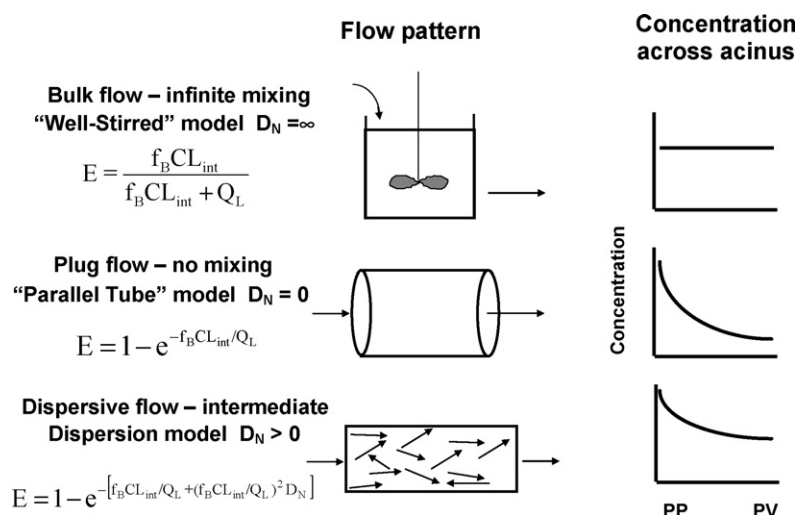 Flow pattern
Concentration
across acinus
Bulk flow – infinite mixing
“Well-Stirred” model D_N =∞
E = f_B CL_int / (f_B CL_int + Q_L)
Plug flow – no mixing
“Parallel Tube” model D_N = 0
E = 1 – e^{-f_B CL_int/Q_L}
Dispersive flow – intermediate
Dispersion model D_N > 0
E = 1 – e^{-[f_B CL_int/Q_L +(f_B CL_int/Q_L)^2 D_N]}
Concentration
PP PV